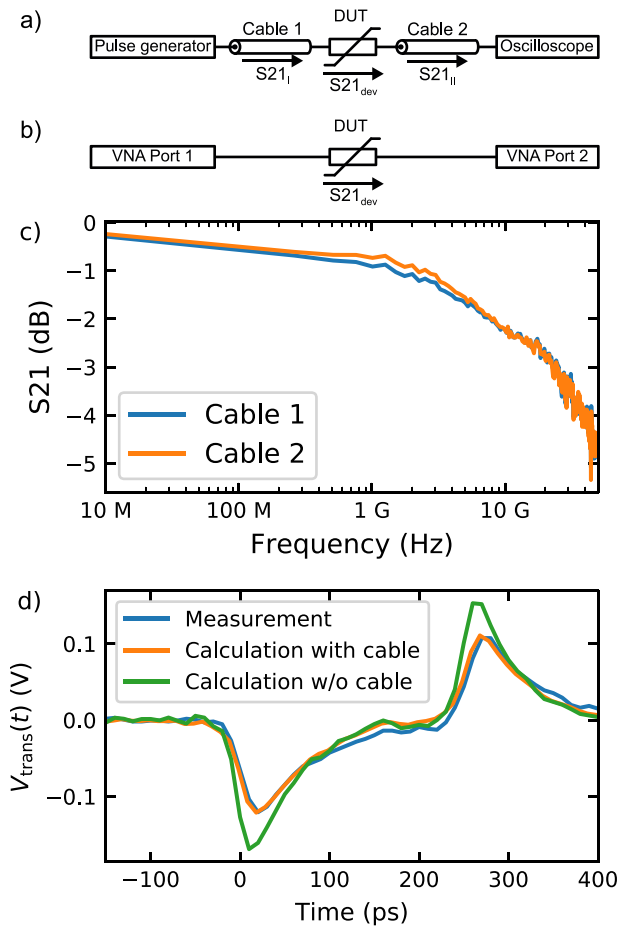 a)
Cable 1 DUT Cable 2
Pulse generator Oscilloscope
S21I S21dev S21II
b)
DUT
VNA Port 1 VNA Port 2
S21dev
c)
0
−1
−2
−3
−4
−5
S21 (dB)
Cable 1
Cable 2
10 M 100 M 1 G 10 G
Frequency (Hz)
d)
Measurement
Calculation with cable
Calculation w/o cable
0.1
0.0
−0.1
Vtrans(t) (V)
−100 0 100 200 300 400
Time (ps)